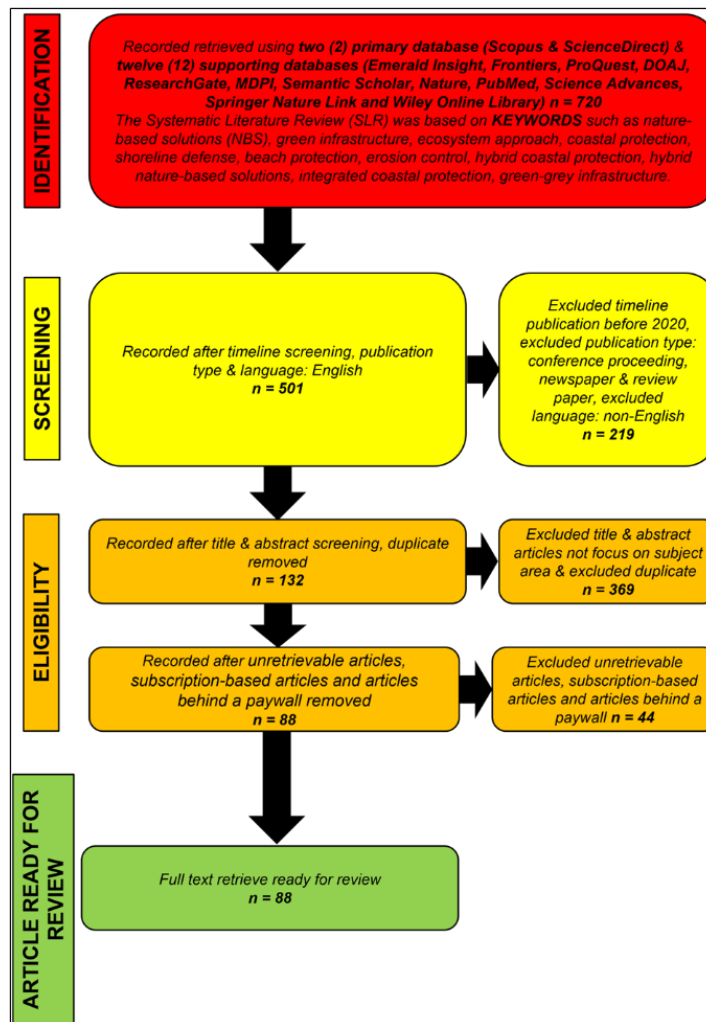 IDENTIFICATION
Recorded retrieved using two (2) primary database (Scopus & ScienceDirect) &
twelve (12) supporting databases (Emerald Insight, Frontiers, ProQuest, DOAJ,
ResearchGate, MDPI, Semantic Scholar, Nature, PubMed, Science Advances,
Springer Nature Link and Wiley Online Library) n = 720
The Systematic Literature Review (SLR) was based on KEYWORDS such as nature-
based solutions (NBS), green infrastructure, ecosystem approach, coastal protection,
shoreline defense, beach protection, erosion control, hybrid coastal protection, hybrid
nature-based solutions, integrated coastal protection, green-grey infrastructure.
SCREENING
Recorded after timeline screening, publication
type & language: English
n = 501
Excluded timeline
publication before 2020,
excluded publication type:
conference proceeding,
newspaper & review
paper, excluded
language: non-English
n = 219
ELIGIBILITY
Recorded after title & abstract screening, duplicate
removed
n = 132
Excluded title & abstract
articles not focus on subject
area & excluded duplicate
n = 369
Recorded after unretrievable articles,
subscription-based articles and articles
behind a paywall removed
n = 88
Excluded unretrievable
articles, subscription-based
articles and articles behind a
paywall n = 44
ARTICLE READY FOR
REVIEW
Full text retrieve ready for review
n = 88